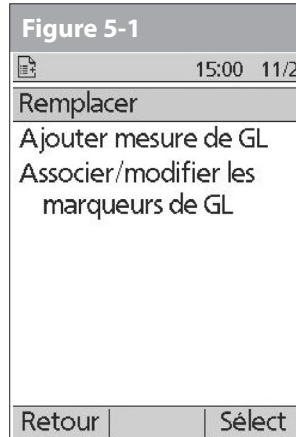 Figure 5-1
15:00 11/2
Remplacer
Ajouter mesure de GL
Associer/modifier les
marqueurs de GL
Retour Sélect